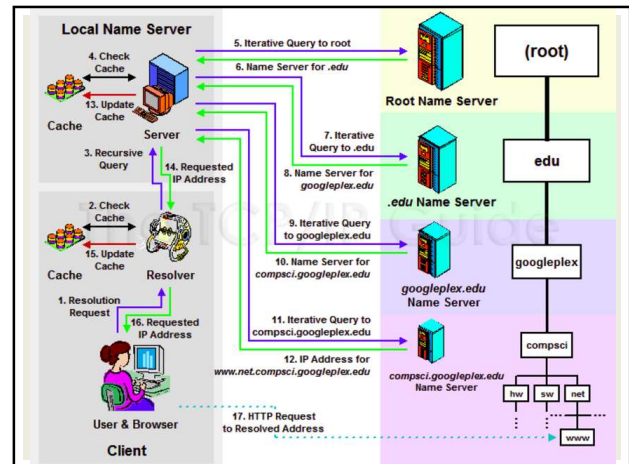 Local Name Server
4. Check
Cache
13. Update
Cache
Cache
Server
3. Recursive
Query
14. Requested
IP Address
2. Check
Cache
15. Update
Cache
Cache
Resolver
1. Resolution
Request
16. Requested
IP Address
User & Browser
Client
5. Iterative Query to root
6. Name Server for .edu
7. Iterative
Query to .edu
8. Name Server for
googleplex.edu
9. Iterative Query
to googleplex.edu
10. Name Server for
compsci.googleplex.edu
11. Iterative Query to
compsci.googleplex.edu
12. IP Address for
www.net.compsci.googleplex.edu
17. HTTP Request
to Resolved Address
Root Name Server
.edu Name Server
googleplex.edu
Name Server
compsci.googleplex.edu
Name Server
(root)
edu
googleplex
compsci
hw
sw
net
www
The TCP/IP Guide